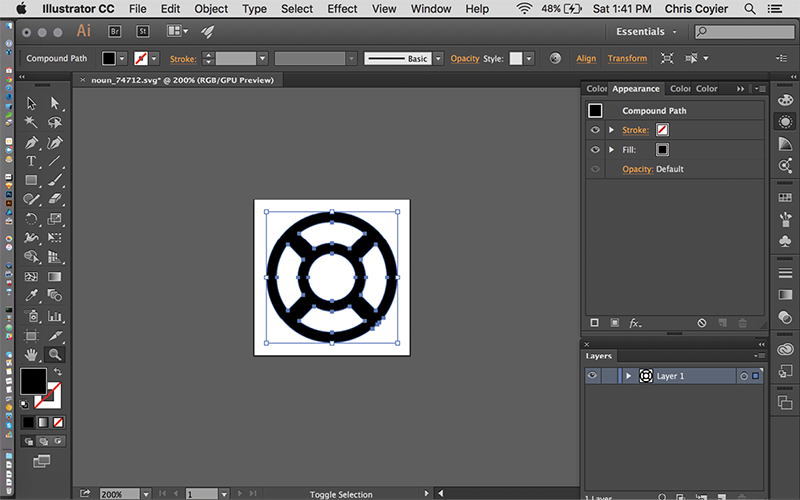 Illustrator CC File Edit Object Type Select Effect View Window Help 48% Sat 1:41 PM Chris Coyier
Ai Br St Essentials
Compound Path Stroke: Basic Opacity Style: Align Transform
× noun_74712.svg* @ 200% (RGB/GPU Preview)
Color Appearance Color Color
Compound Path
Stroke:
Fill:
Opacity: Default
fx
Layers
Layer 1
1 Layer
200% 1 Toggle Selection